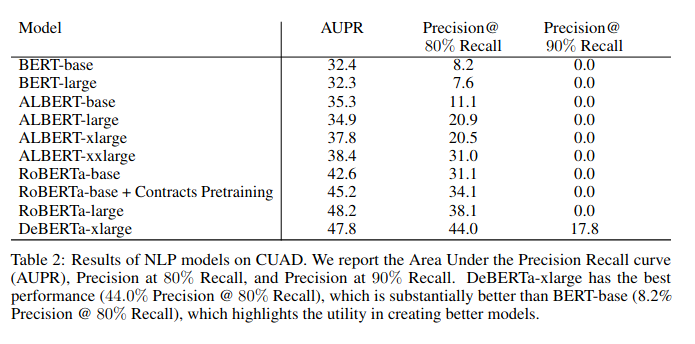 Model AUPR Precision@ Precision@
80% Recall 90% Recall
BERT-base 32.4 8.2 0.0
BERT-large 32.3 7.6 0.0
ALBERT-base 35.3 11.1 0.0
ALBERT-large 34.9 20.9 0.0
ALBERT-xlarge 37.8 20.5 0.0
ALBERT-xxlarge 38.4 31.0 0.0
RoBERTa-base 42.6 31.1 0.0
RoBERTa-base + Contracts Pretraining 45.2 34.1 0.0
RoBERTa-large 48.2 38.1 0.0
DeBERTa-xlarge 47.8 44.0 17.8
Table 2: Results of NLP models on CUAD. We report the Area Under the Precision Recall curve
(AUPR), Precision at 80% Recall, and Precision at 90% Recall. DeBERTa-xlarge has the best
performance (44.0% Precision @ 80% Recall), which is substantially better than BERT-base (8.2%
Precision @ 80% Recall), which highlights the utility in creating better models.